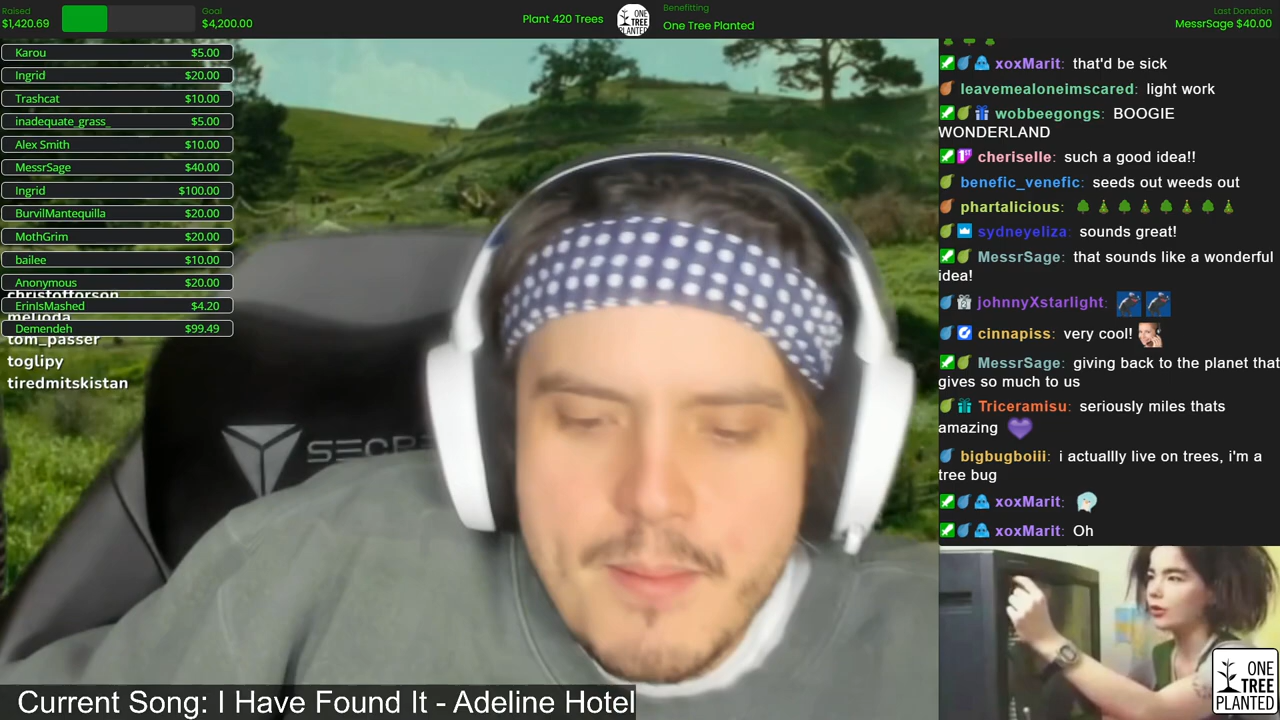 Raised
$1,420.69
Goal
$4,200.00
Plant 420 Trees
ONE
TREE
PLANTED
Benefitting
One Tree Planted
Last Donation
MessrSage $40.00
Karou $5.00
Ingrid $20.00
Trashcat $10.00
inadequate_grass_ $5.00
Alex Smith $10.00
MessrSage $40.00
Ingrid $100.00
BurvilMantequilla $20.00
MothGrim $20.00
bailee $10.00
Anonymous $20.00
christofforson
ErinIsMashed $4.20
Demendeh $99.49
tom_passer
toglipy
tiredmitskistan
SECRE
xoxMarit: that'd be sick
leavemealoneimscared: light work
wobbeegongs: BOOGIE
WONDERLAND
cheriselle: such a good idea!!
benefic_venefic: seeds out weeds out
phartalicious:
sydneyeliza: sounds great!
MessrSage: that sounds like a wonderful
idea!
johnnyXstarlight:
cinnapiss: very cool!
MessrSage: giving back to the planet that
gives so much to us
Triceramisu: seriously miles thats
amazing
bigbugboiii: i actuallly live on trees, i'm a
tree bug
xoxMarit:
xoxMarit: Oh
Current Song: I Have Found It - Adeline Hotel
ONE
TREE
PLANTED